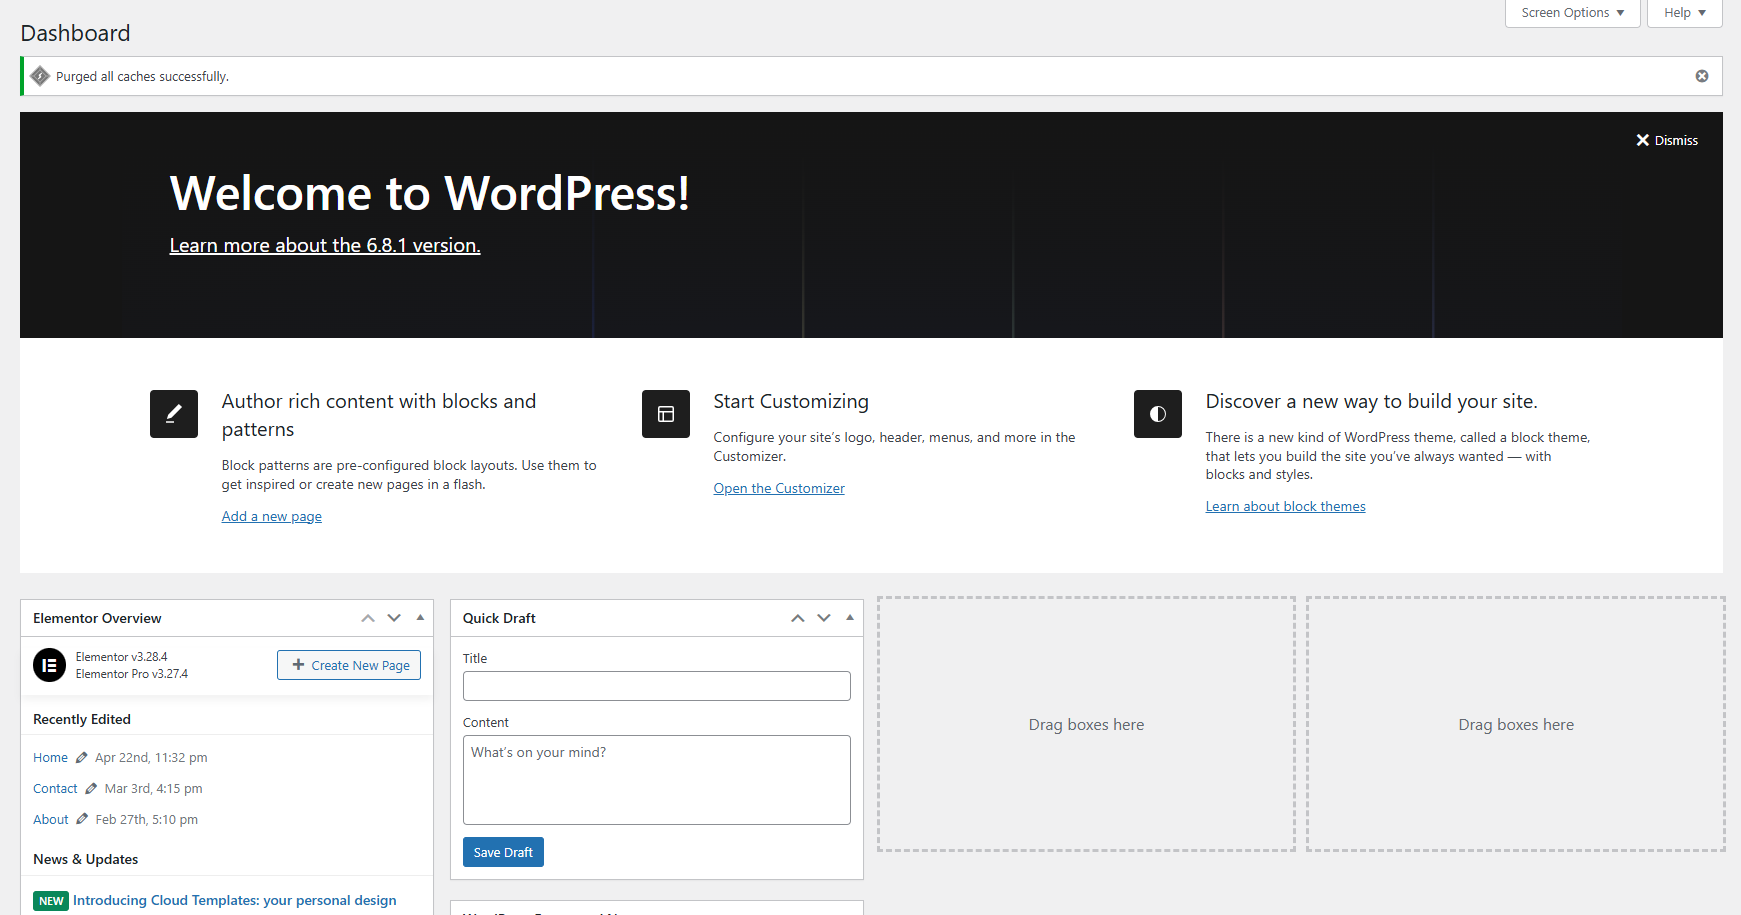 Screen Options
Help
Dashboard
Purged all caches successfully.
Dismiss
Welcome to WordPress!
Learn more about the 6.8.1 version.
Author rich content with blocks and
patterns
Block patterns are pre-configured block layouts. Use them to
get inspired or create new pages in a flash.
Add a new page
Start Customizing
Configure your site’s logo, header, menus, and more in the
Customizer.
Open the Customizer
Discover a new way to build your site.
There is a new kind of WordPress theme, called a block theme,
that lets you build the site you’ve always wanted — with
blocks and styles.
Learn about block themes
Elementor Overview
Elementor v3.28.4
Elementor Pro v3.27.4
Create New Page
Recently Edited
Home Apr 22nd, 11:32 pm
Contact Mar 3rd, 4:15 pm
About Feb 27th, 5:10 pm
News & Updates
NEW Introducing Cloud Templates: your personal design
Quick Draft
Title
Content
What’s on your mind?
Save Draft
Drag boxes here
Drag boxes here